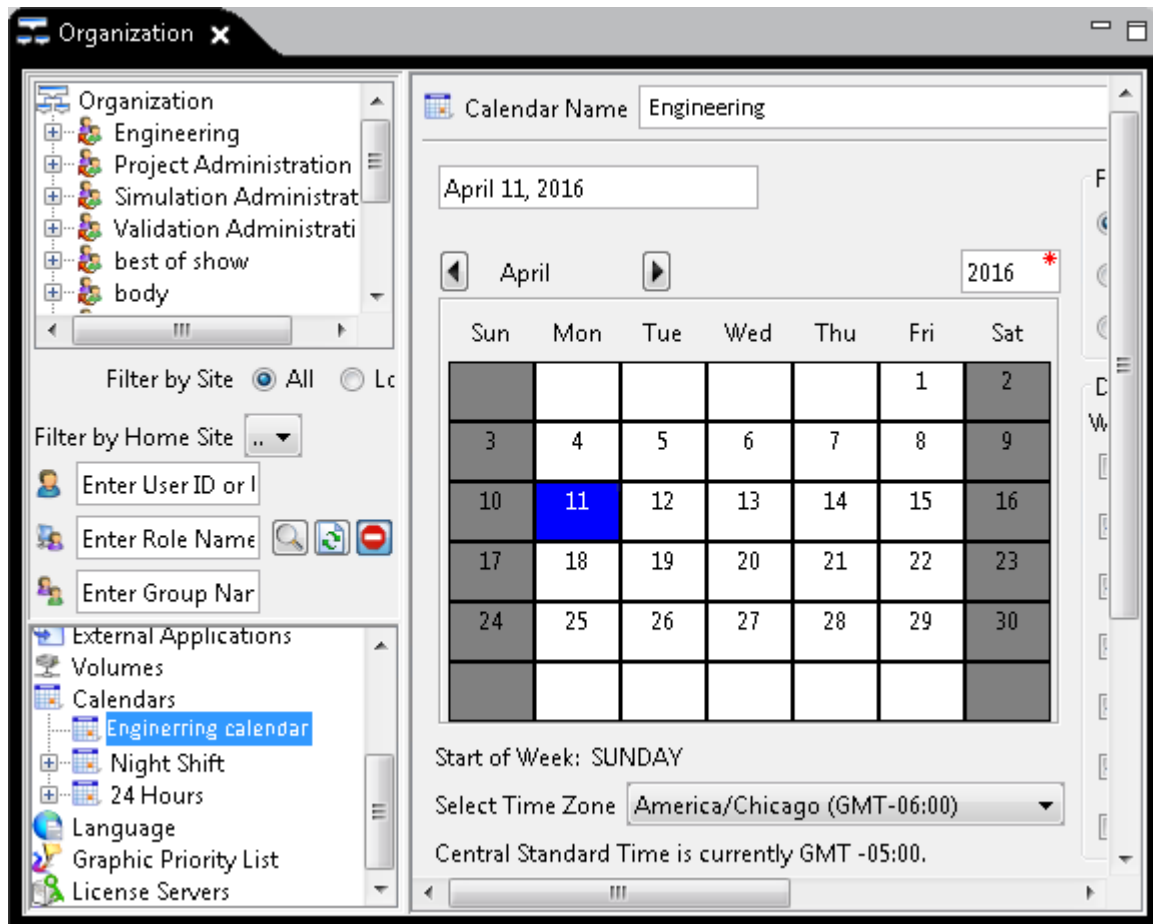 Organization
Organization
Engineering
Project Administration
Simulation Administrat
Validation Administrati
best of show
body
Filter by Site All Lc
Filter by Home Site ..
Enter User ID or I
Enter Role Name
Enter Group Nar
External Applications
Volumes
Calendars
Enginerring calendar
Night Shift
24 Hours
Language
Graphic Priority List
License Servers
Calendar Name Engineering
April 11, 2016
April 2016 *
Sun Mon Tue Wed Thu Fri Sat
1 2
3 4 5 6 7 8 9
10 11 12 13 14 15 16
17 18 19 20 21 22 23
24 25 26 27 28 29 30
Start of Week: SUNDAY
Select Time Zone America/Chicago (GMT-06:00)
Central Standard Time is currently GMT -05:00.
F
D
W